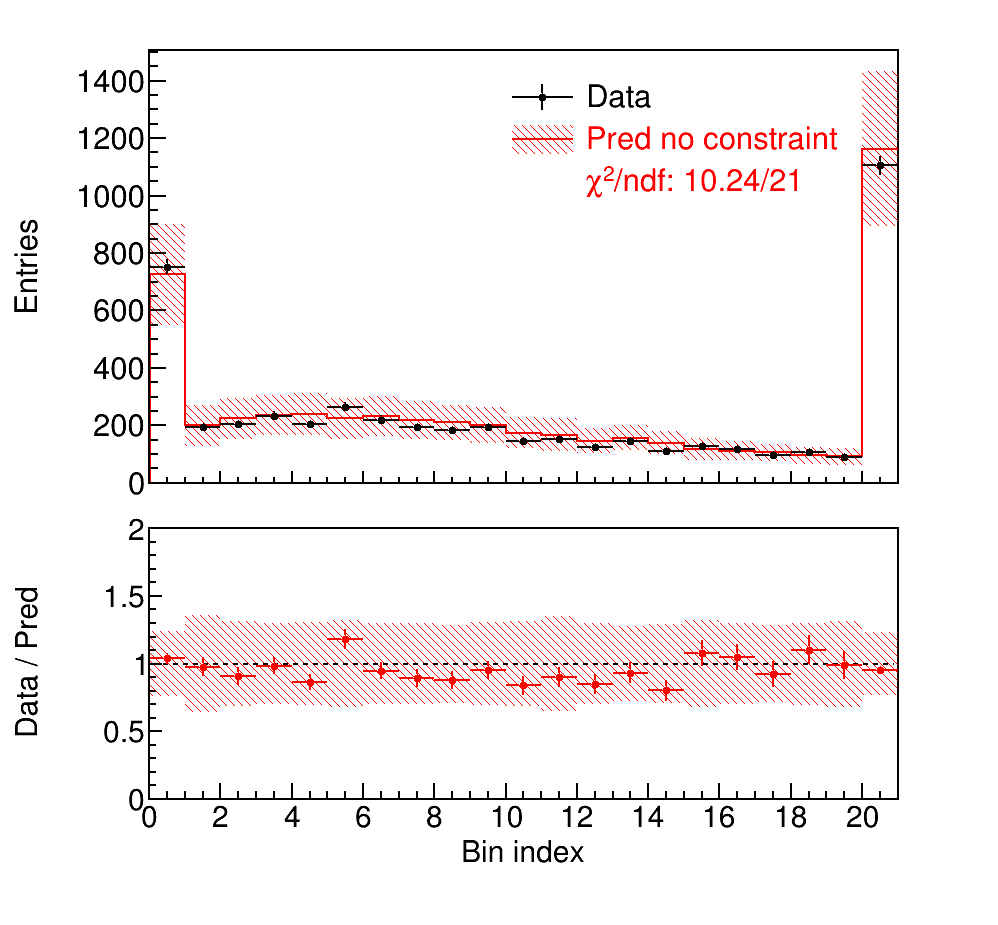 1400
1200
1000
800
600
400
200
0
Entries
Data
Pred no constraint
χ²/ndf: 10.24/21
2
1.5
1
0.5
0
Data / Pred
0 2 4 6 8 10 12 14 16 18 20
Bin index